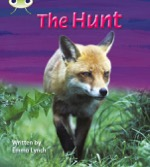 The Hunt
Written by
Emma Lynch